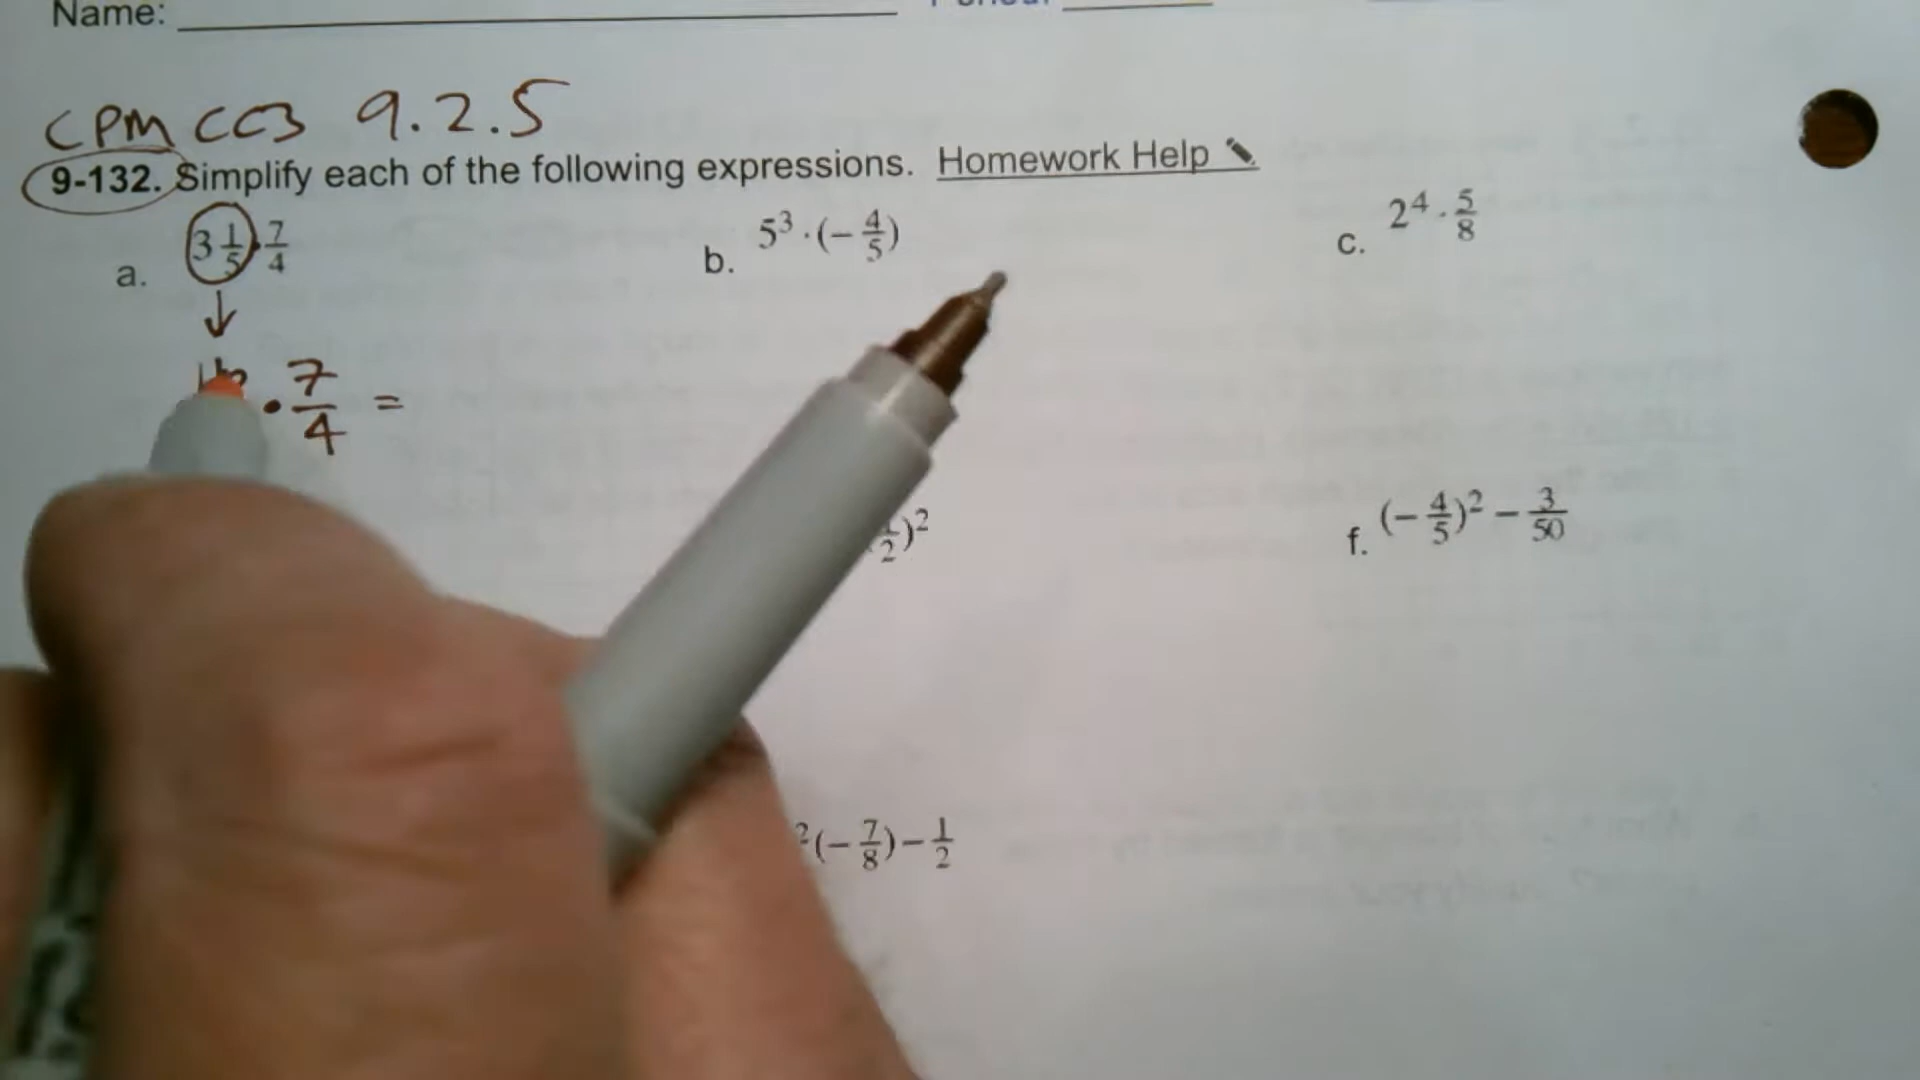 Name:
CPM CC3 9.2.5
9-132. Simplify each of the following expressions. Homework Help ✎
a. 3 1/5 · 7/4
b. 5³ · (− 4/5)
c. 2⁴ · 5/8
↓
· 7/4 =
/2)²
f. (− 4/5)² − 3/50
²(− 7/8) − 1/2